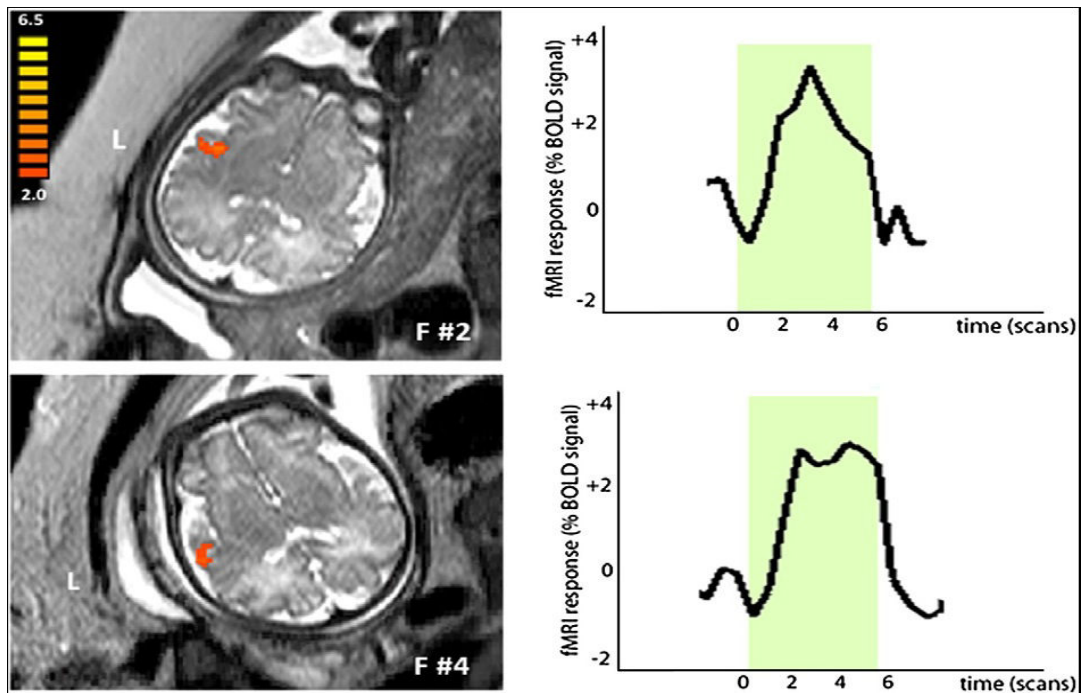 6.5
L
2.0
F #2
fMRI response (% BOLD signal)
+4
+2
0
-2
0 2 4 6 time (scans)
L
F #4
fMRI response (% BOLD signal)
+4
+2
0
-2
0 2 4 6 time (scans)